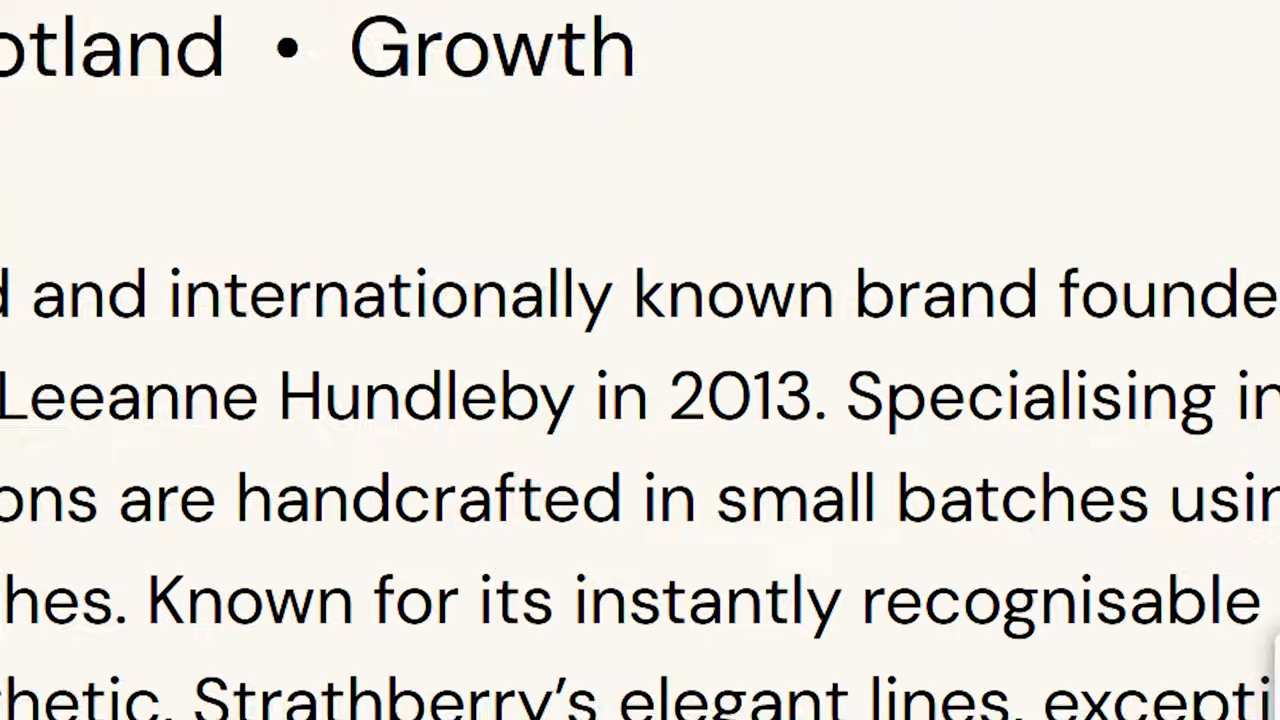 otland • Growth
d and internationally known brand founde
Leeanne Hundleby in 2013. Specialising in
ons are handcrafted in small batches usin
hes. Known for its instantly recognisable
hetic, Strathberry’s elegant lines, excepti